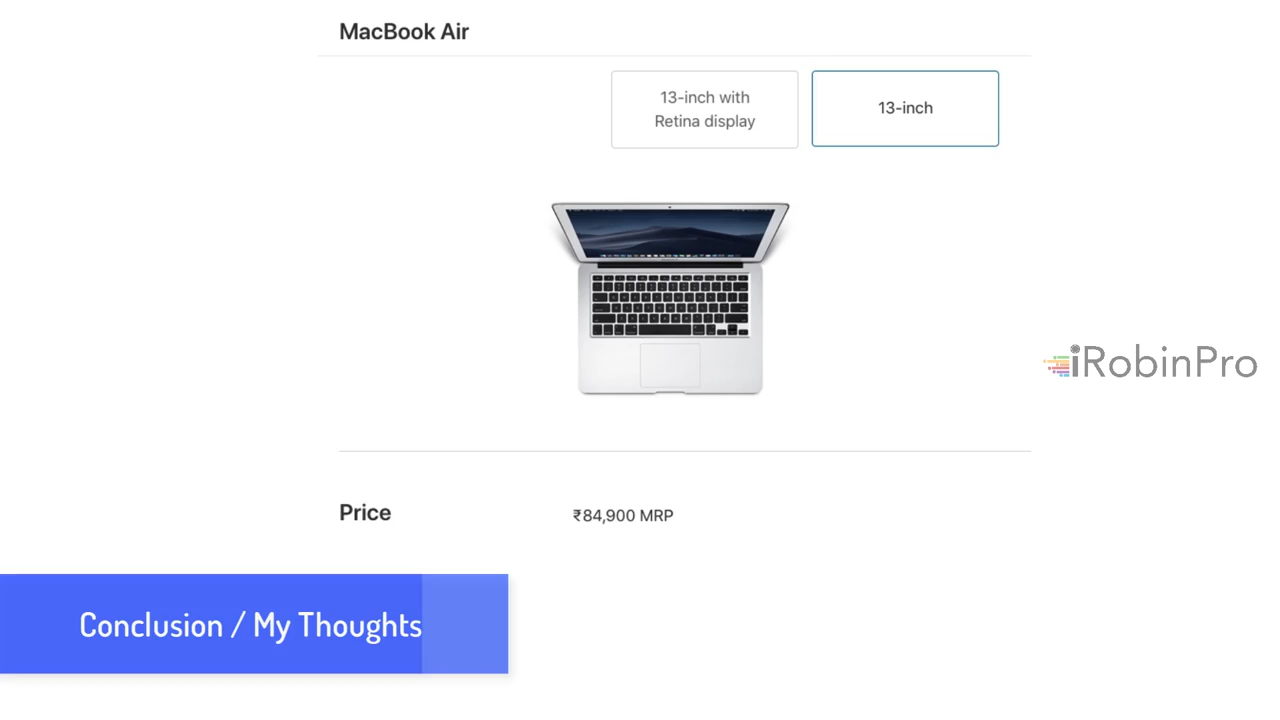 MacBook Air
13-inch with
Retina display
13-inch
iRobinPro
Price
₹84,900 MRP
Conclusion / My Thoughts